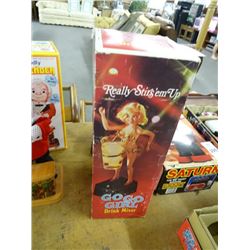 Really Stirs 'em Up
GO GO
GIRL
Drink Mixer
SATURN